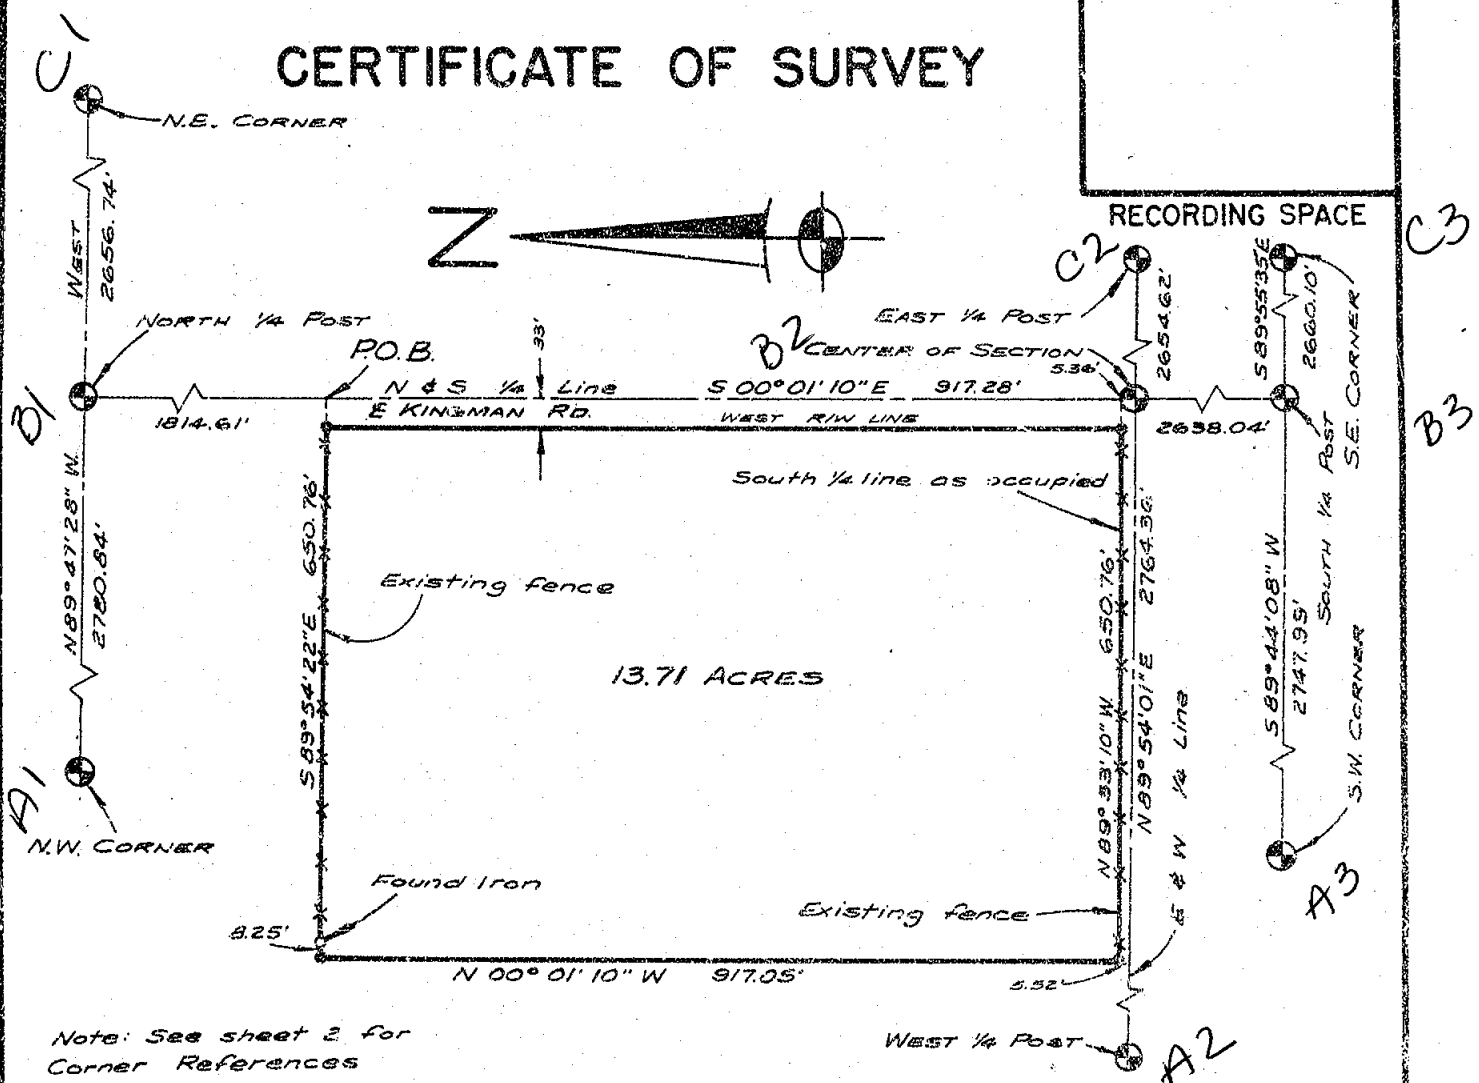 CERTIFICATE OF SURVEY
C1
N.E. CORNER
WEST
2656.74'
RECORDING SPACE
N
C2
C3
NORTH 1/4 POST
P.O.B.
33'
EAST 1/4 POST
B2
CENTER OF SECTION
5.36'
2654.62'
S 89°55'35"E
2660.10'
S.E. CORNER
B1
1814.61'
N & S 1/4 Line
S 00°01'10"E 917.28'
E KINGMAN RD.
WEST R/W LINE
2638.04'
SOUTH 1/4 POST
B3
N89°47'28" W.
2780.84'
South 1/4 line as occupied
650.76'
S 89°54'22"E
Existing fence
13.71 ACRES
650.76'
N 89°33'10" W.
2764.36'
N 89°54'01"E
E & W 1/4 Line
S 89°44'08" W
2747.99'
S.W. CORNER
A1
N.W. CORNER
A3
Found Iron
Existing fence
N 00°01'10" W 917.05'
5.52'
Note: See sheet 2 for
Corner References
WEST 1/4 POST
A2